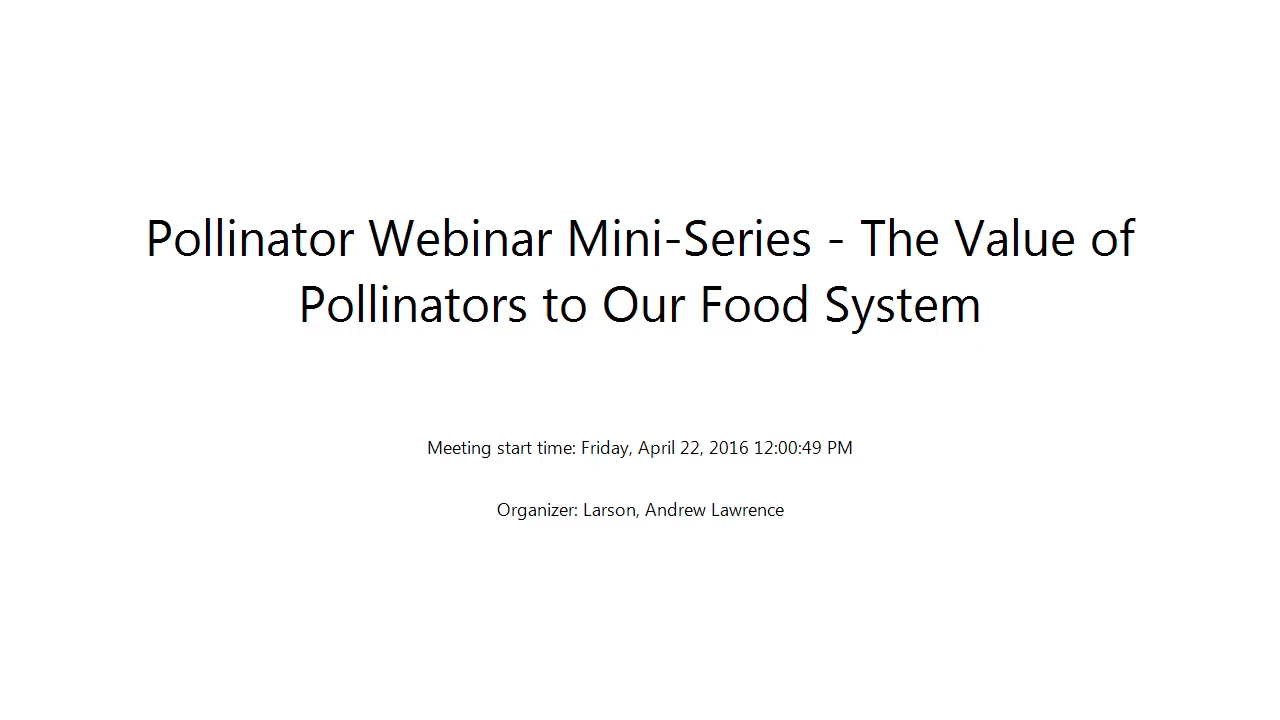 Pollinator Webinar Mini-Series - The Value of
Pollinators to Our Food System
Meeting start time: Friday, April 22, 2016 12:00:49 PM
Organizer: Larson, Andrew Lawrence